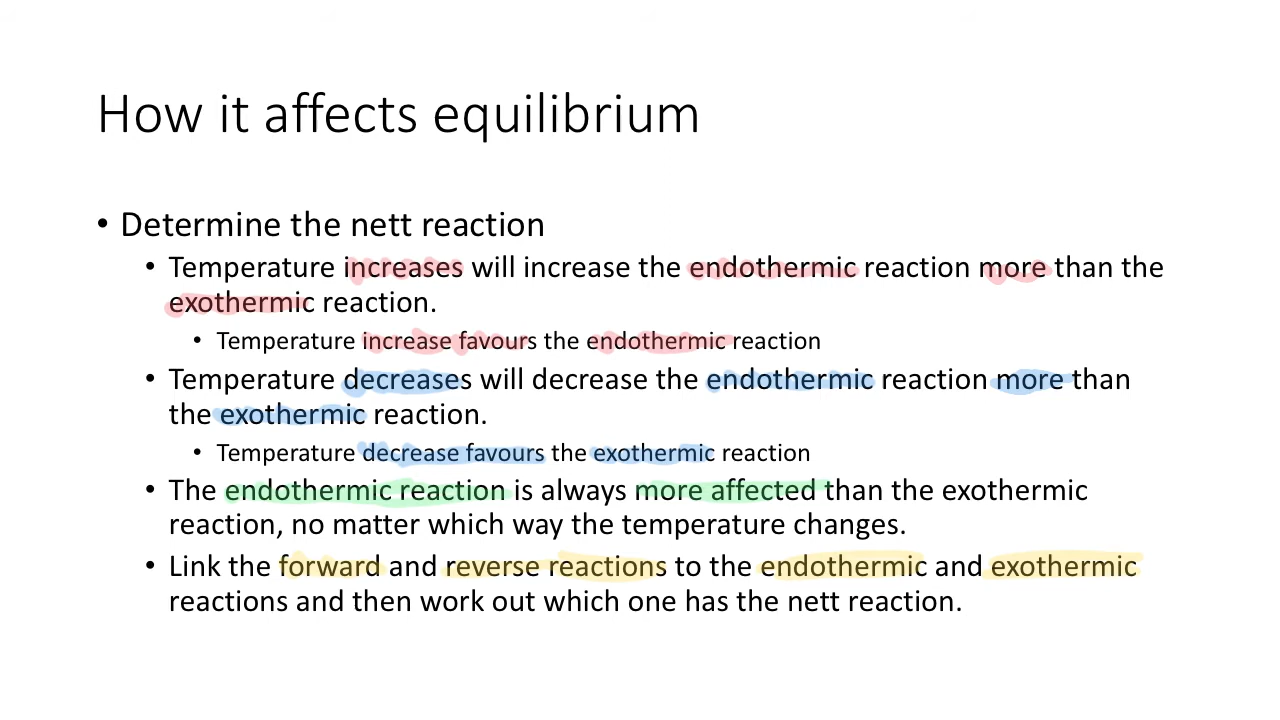 How it affects equilibrium
• Determine the nett reaction
• Temperature increases will increase the endothermic reaction more than the
exothermic reaction.
• Temperature increase favours the endothermic reaction
• Temperature decreases will decrease the endothermic reaction more than
the exothermic reaction.
• Temperature decrease favours the exothermic reaction
• The endothermic reaction is always more affected than the exothermic
reaction, no matter which way the temperature changes.
• Link the forward and reverse reactions to the endothermic and exothermic
reactions and then work out which one has the nett reaction.